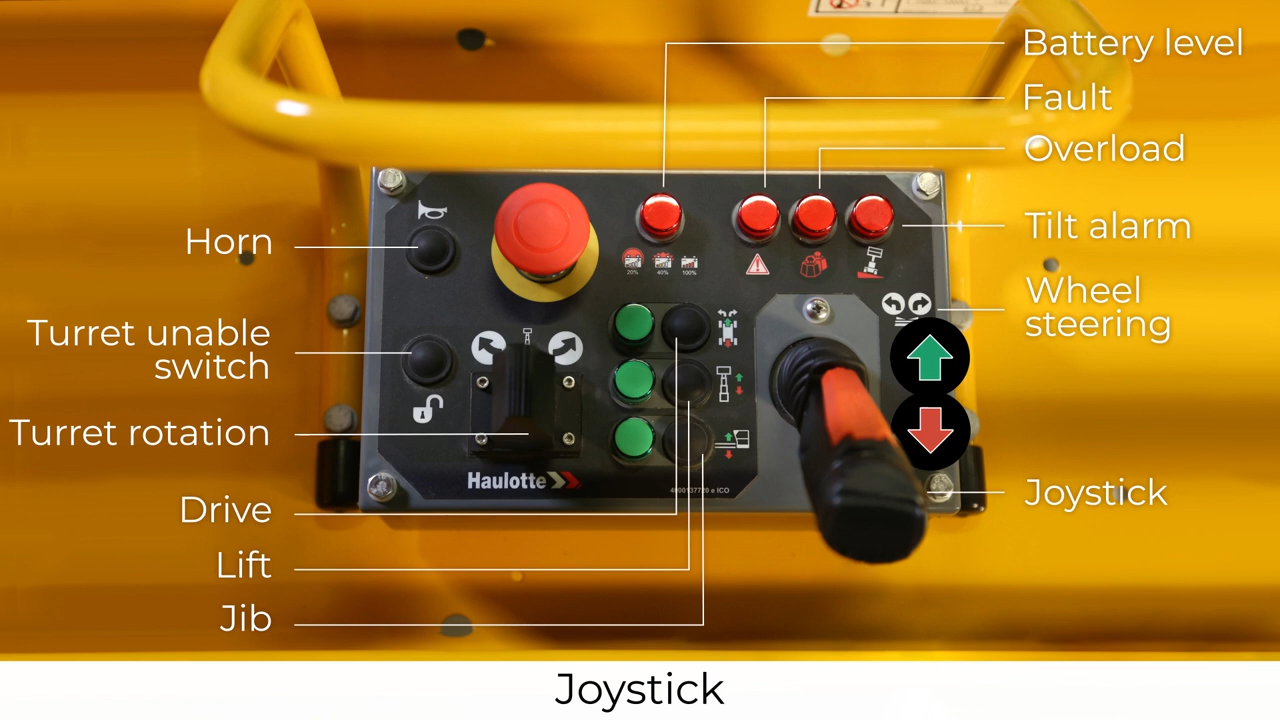 Battery level
Fault
Overload
Tilt alarm
Wheel
steering
Joystick
Horn
Turret unable
switch
Turret rotation
Drive
Lift
Jib
20%
40%
100%
Haulotte
Joystick